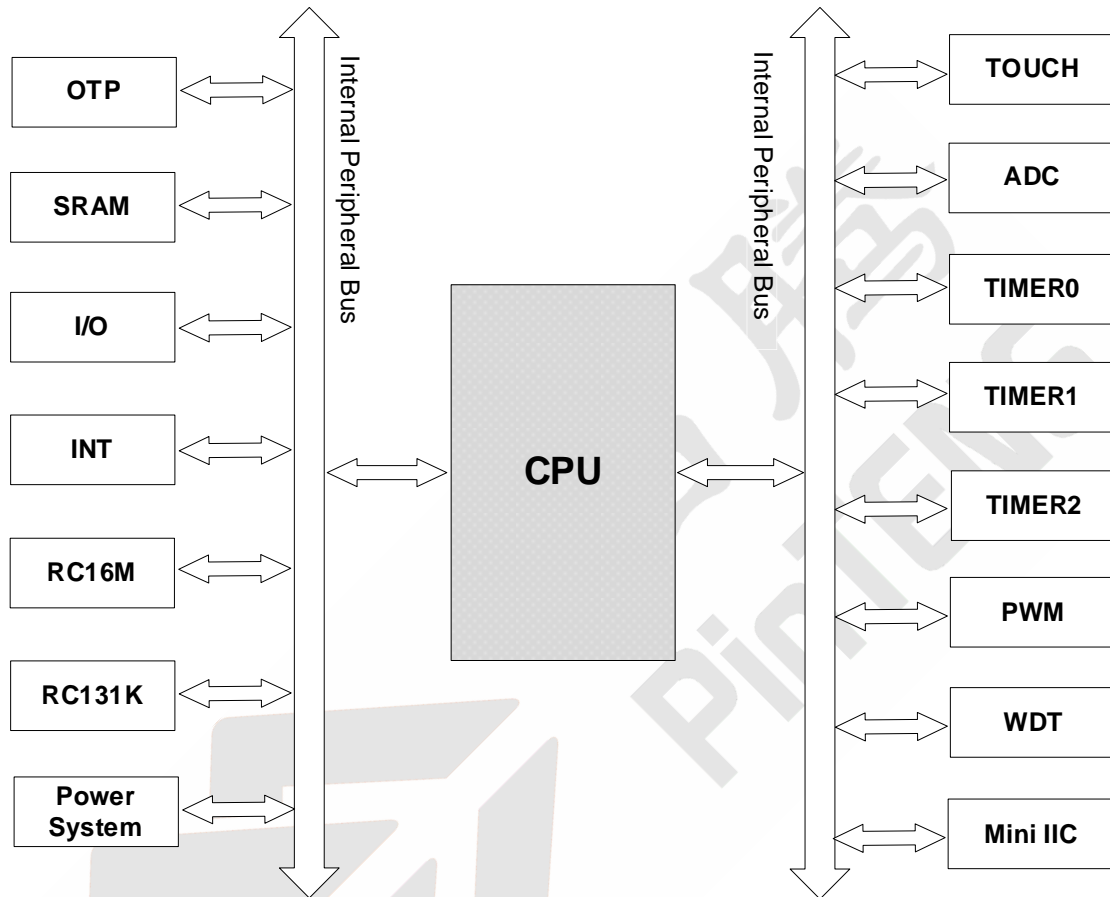 OTP
SRAM
I/O
INT
RC16M
RC131K
Power
System
Internal Peripheral Bus
CPU
Internal Peripheral Bus
TOUCH
ADC
TIMER0
TIMER1
TIMER2
PWM
WDT
Mini IIC
PinTENG